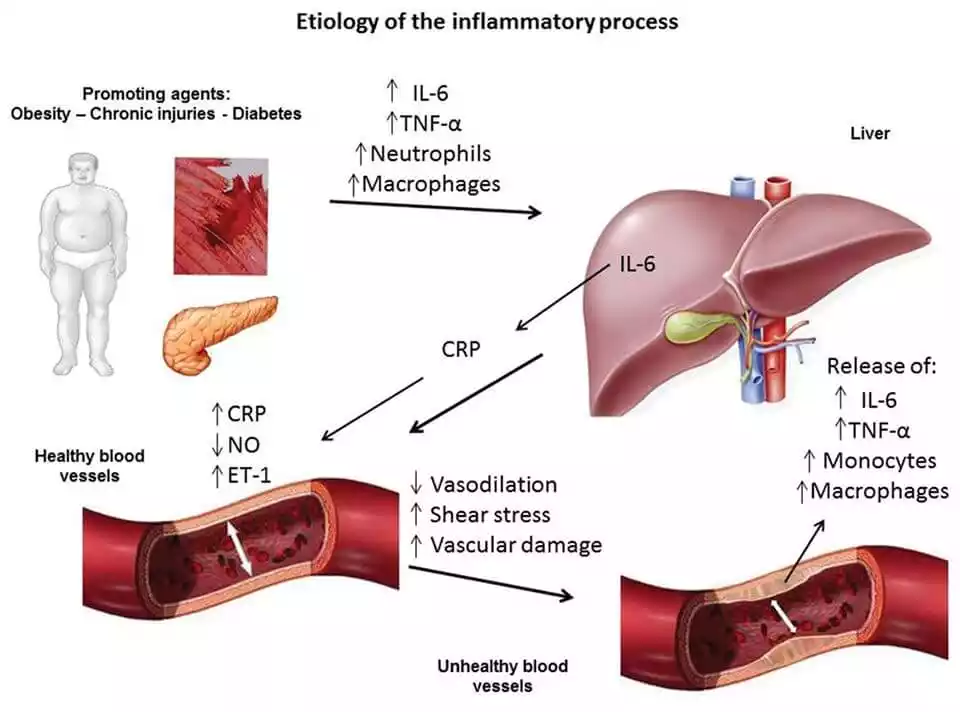 Etiology of the inflammatory process
Promoting agents:
Obesity – Chronic injuries - Diabetes
↑ IL-6
↑TNF-α
↑Neutrophils
↑Macrophages
Liver
IL-6
CRP
Release of:
↑ IL-6
↑TNF-α
↑ Monocytes
↑Macrophages
↑CRP
↓NO
↑ET-1
Healthy blood
vessels
↓ Vasodilation
↑ Shear stress
↑ Vascular damage
Unhealthy blood
vessels